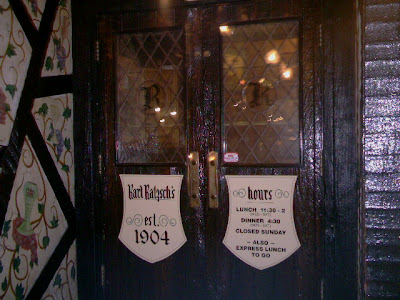 Karl Ratzsch's
est.
1904
hours
LUNCH 11:30 - 2
DINNER 4:30
CLOSED SUNDAY
~ ALSO ~
EXPRESS LUNCH
TO GO